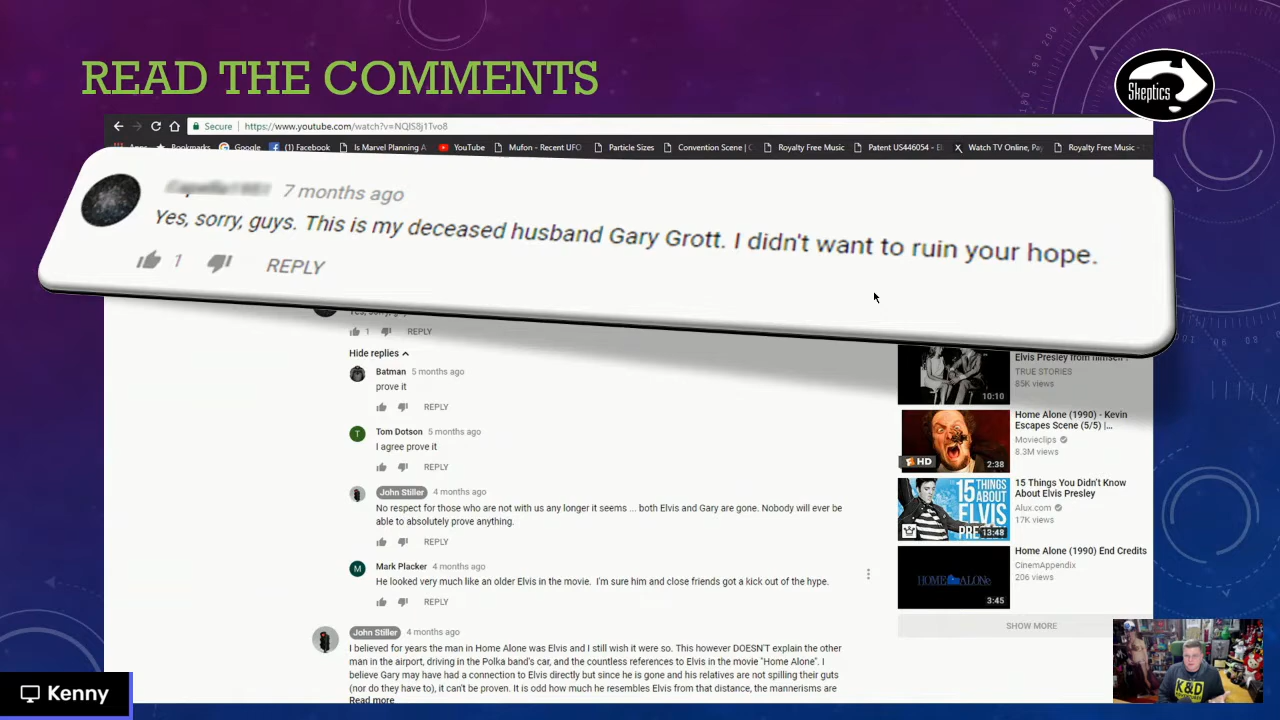 READ THE COMMENTS
Skeptics
Secure https://www.youtube.com/watch?v=NQIS8j1Tvo8
Apps Bookmarks Google (1) Facebook Is Marvel Planning A YouTube Mufon - Recent UFO Particle Sizes Convention Scene | Royalty Free Music - Patent US446054 - Watch TV Online, Royalty Free Music -
7 months ago
Yes, sorry, guys. This is my deceased husband Gary Grott. I didn't want to ruin your hope.
1 REPLY
1 REPLY
Hide replies
Batman 5 months ago
prove it
REPLY
Tom Dotson 5 months ago
I agree prove it
REPLY
John Stiller 4 months ago
No respect for those who are not with us any longer it seems ... both Elvis and Gary are gone. Nobody will ever be
able to absolutely prove anything.
REPLY
Mark Placker 4 months ago
He looked very much like an older Elvis in the movie. I'm sure him and close friends got a kick out of the hype.
REPLY
John Stiller 4 months ago
I believed for years the man in Home Alone was Elvis and I still wish it were so. This however DOESN'T explain the other
man in the airport, driving in the Polka band's car, and the countless references to Elvis in the movie "Home Alone". I
believe Gary may have had a connection to Elvis directly but since he is gone and his relatives are not spilling their guts
(nor do they have to), it can't be proven. It is odd how much he resembles Elvis from that distance, the mannerisms are
Read more
Elvis Presley from himself .
TRUE STORIES
85K views
10:10
Home Alone (1990) - Kevin
Escapes Scene (5/5) |...
Movieclips
8.3M views
HD
2:38
15 Things You Didn't Know
About Elvis Presley
Alux.com
17K views
15 THINGS
ABOUT
ELVIS
13:48
Home Alone (1990) End Credits
CinemAppendix
206 views
HOME ALONe
3:45
SHOW MORE
K&D
Kenny